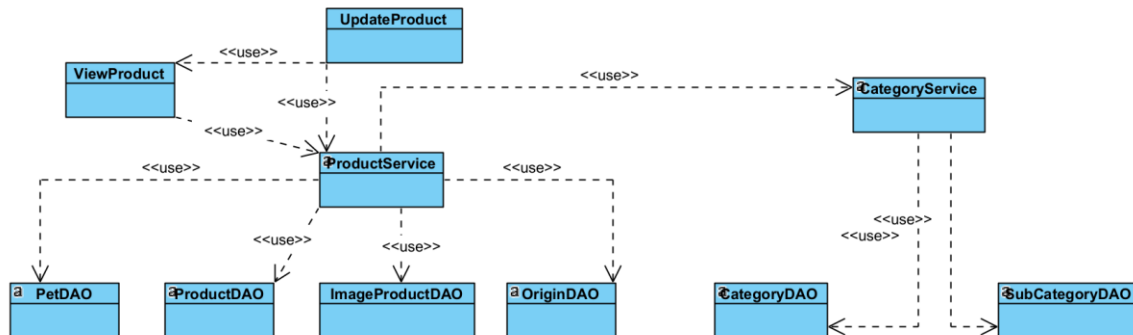 UpdateProduct
<<use>>
ViewProduct
<<use>>
a
CategoryService
<<use>>
<<use>>
a
ProductService
<<use>>
<<use>>
<<use>>
<<use>>
<<use>>
<<use>>
a
PetDAO
a
ProductDAO
ImageProductDAO
a
OriginDAO
a
CategoryDAO
a
SubCategoryDAO